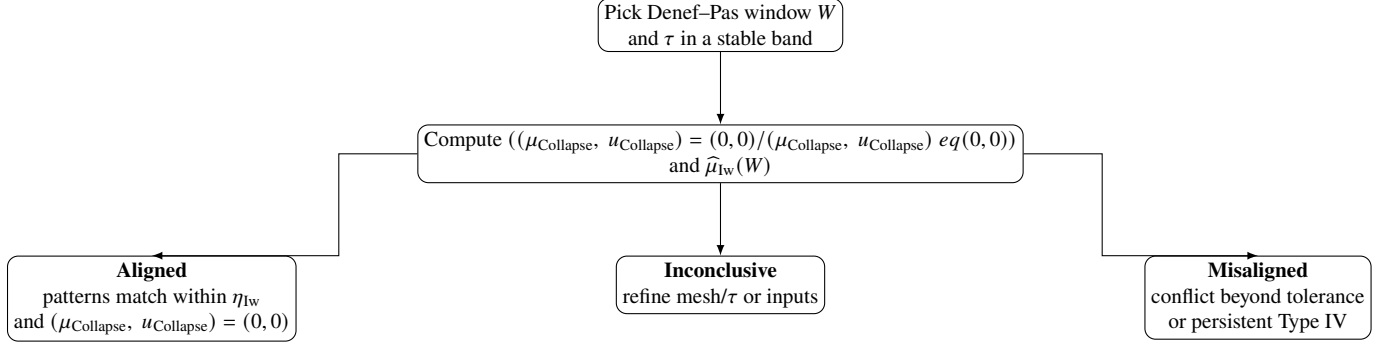 Pick Denef–Pas window W
and τ in a stable band
Compute ((μ_Collapse, u_Collapse) = (0, 0)/(μ_Collapse, u_Collapse) eq(0, 0))
and μ̂_Iw(W)
Aligned
patterns match within η_Iw
and (μ_Collapse, u_Collapse) = (0, 0)
Inconclusive
refine mesh/τ or inputs
Misaligned
conflict beyond tolerance
or persistent Type IV